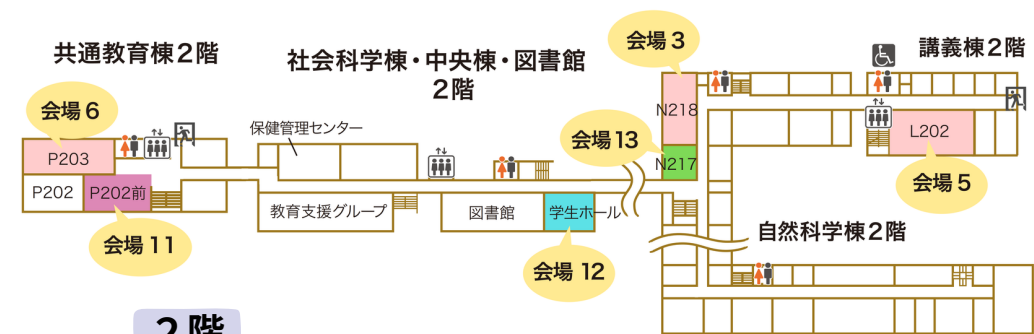 共通教育棟2階
会場 6
P203
P202
P202前
会場 11
社会科学棟・中央棟・図書館
2階
保健管理センター
教育支援グループ
図書館
学生ホール
会場 12
会場 3
N218
会場 13
N217
講義棟2階
L202
会場 5
自然科学棟2階
2階